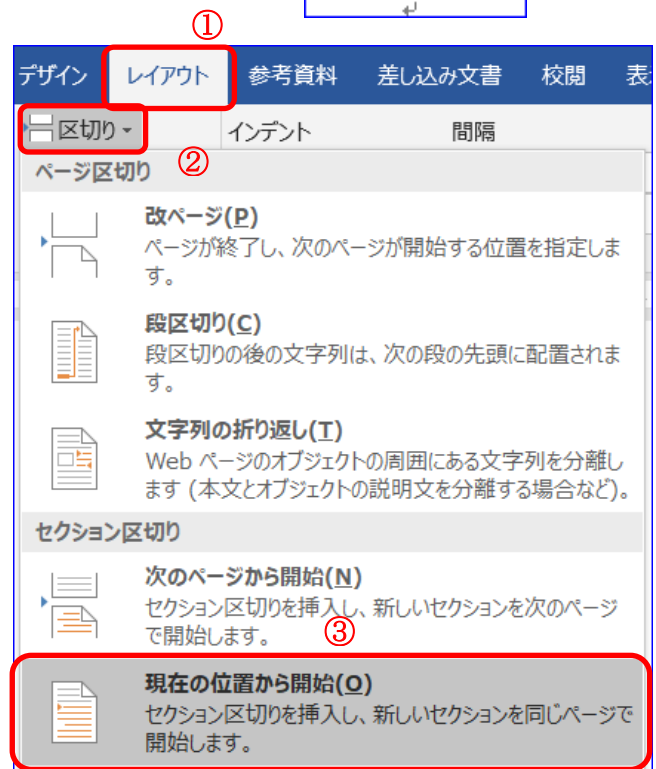 ↵
①
デザイン レイアウト 参考資料 差し込み文書 校閲 表
区切り インデント 間隔
②
ページ区切り
改ページ(P)
ページが終了し、次のページが開始する位置を指定しま
す。
段区切り(C)
段区切りの後の文字列は、次の段の先頭に配置されま
す。
文字列の折り返し(T)
Web ページのオブジェクトの周囲にある文字列を分離し
ます (本文とオブジェクトの説明文を分離する場合など)。
セクション区切り
次のページから開始(N)
セクション区切りを挿入し、新しいセクションを次のページ
で開始します。
③
現在の位置から開始(O)
セクション区切りを挿入し、新しいセクションを同じページで
開始します。